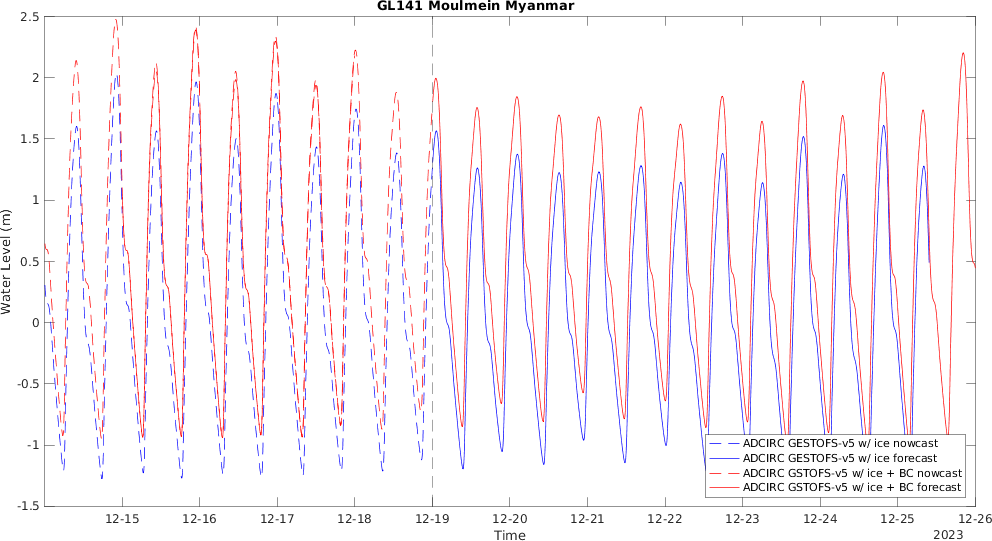 GL141 Moulmein Myanmar
2.5
2
1.5
1
0.5
0
-0.5
-1
-1.5
Water Level (m)
12-15 12-16 12-17 12-18 12-19 12-20 12-21 12-22 12-23 12-24 12-25 12-26
Time
2023
ADCIRC GESTOFS-v5 w/ ice nowcast
ADCIRC GESTOFS-v5 w/ ice forecast
ADCIRC GSTOFS-v5 w/ ice + BC nowcast
ADCIRC GSTOFS-v5 w/ ice + BC forecast